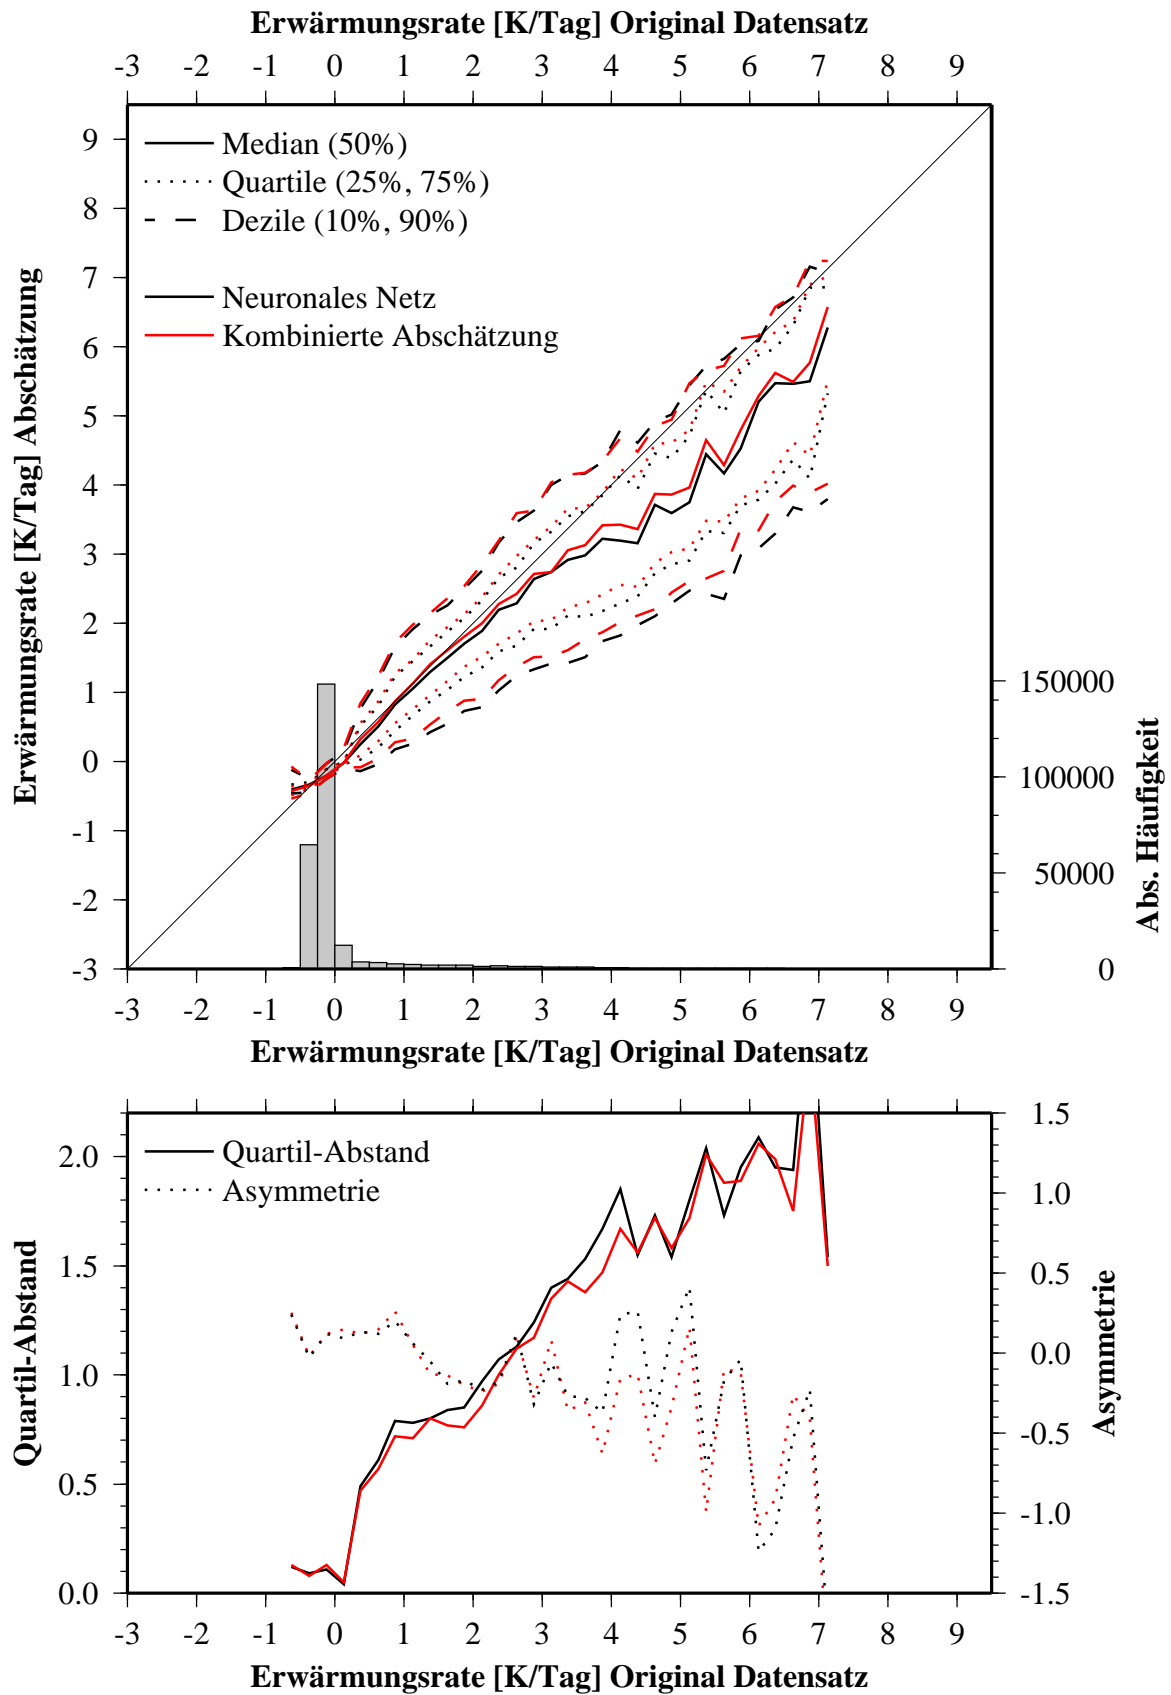 Erwärmungsrate [K/Tag] Original Datensatz
-3 -2 -1 0 1 2 3 4 5 6 7 8 9
Median (50%)
Quartile (25%, 75%)
Dezile (10%, 90%)
Neuronales Netz
Kombinierte Abschätzung
Erwärmungsrate [K/Tag] Abschätzung
9
8
7
6
5
4
3
2
1
0
-1
-2
-3
150000
100000
50000
0
Abs. Häufigkeit
-3 -2 -1 0 1 2 3 4 5 6 7 8 9
Erwärmungsrate [K/Tag] Original Datensatz
Quartil-Abstand
Asymmetrie
Quartil-Abstand
2.0
1.5
1.0
0.5
0.0
1.5
1.0
0.5
0.0
-0.5
-1.0
-1.5
Asymmetrie
-3 -2 -1 0 1 2 3 4 5 6 7 8 9
Erwärmungsrate [K/Tag] Original Datensatz